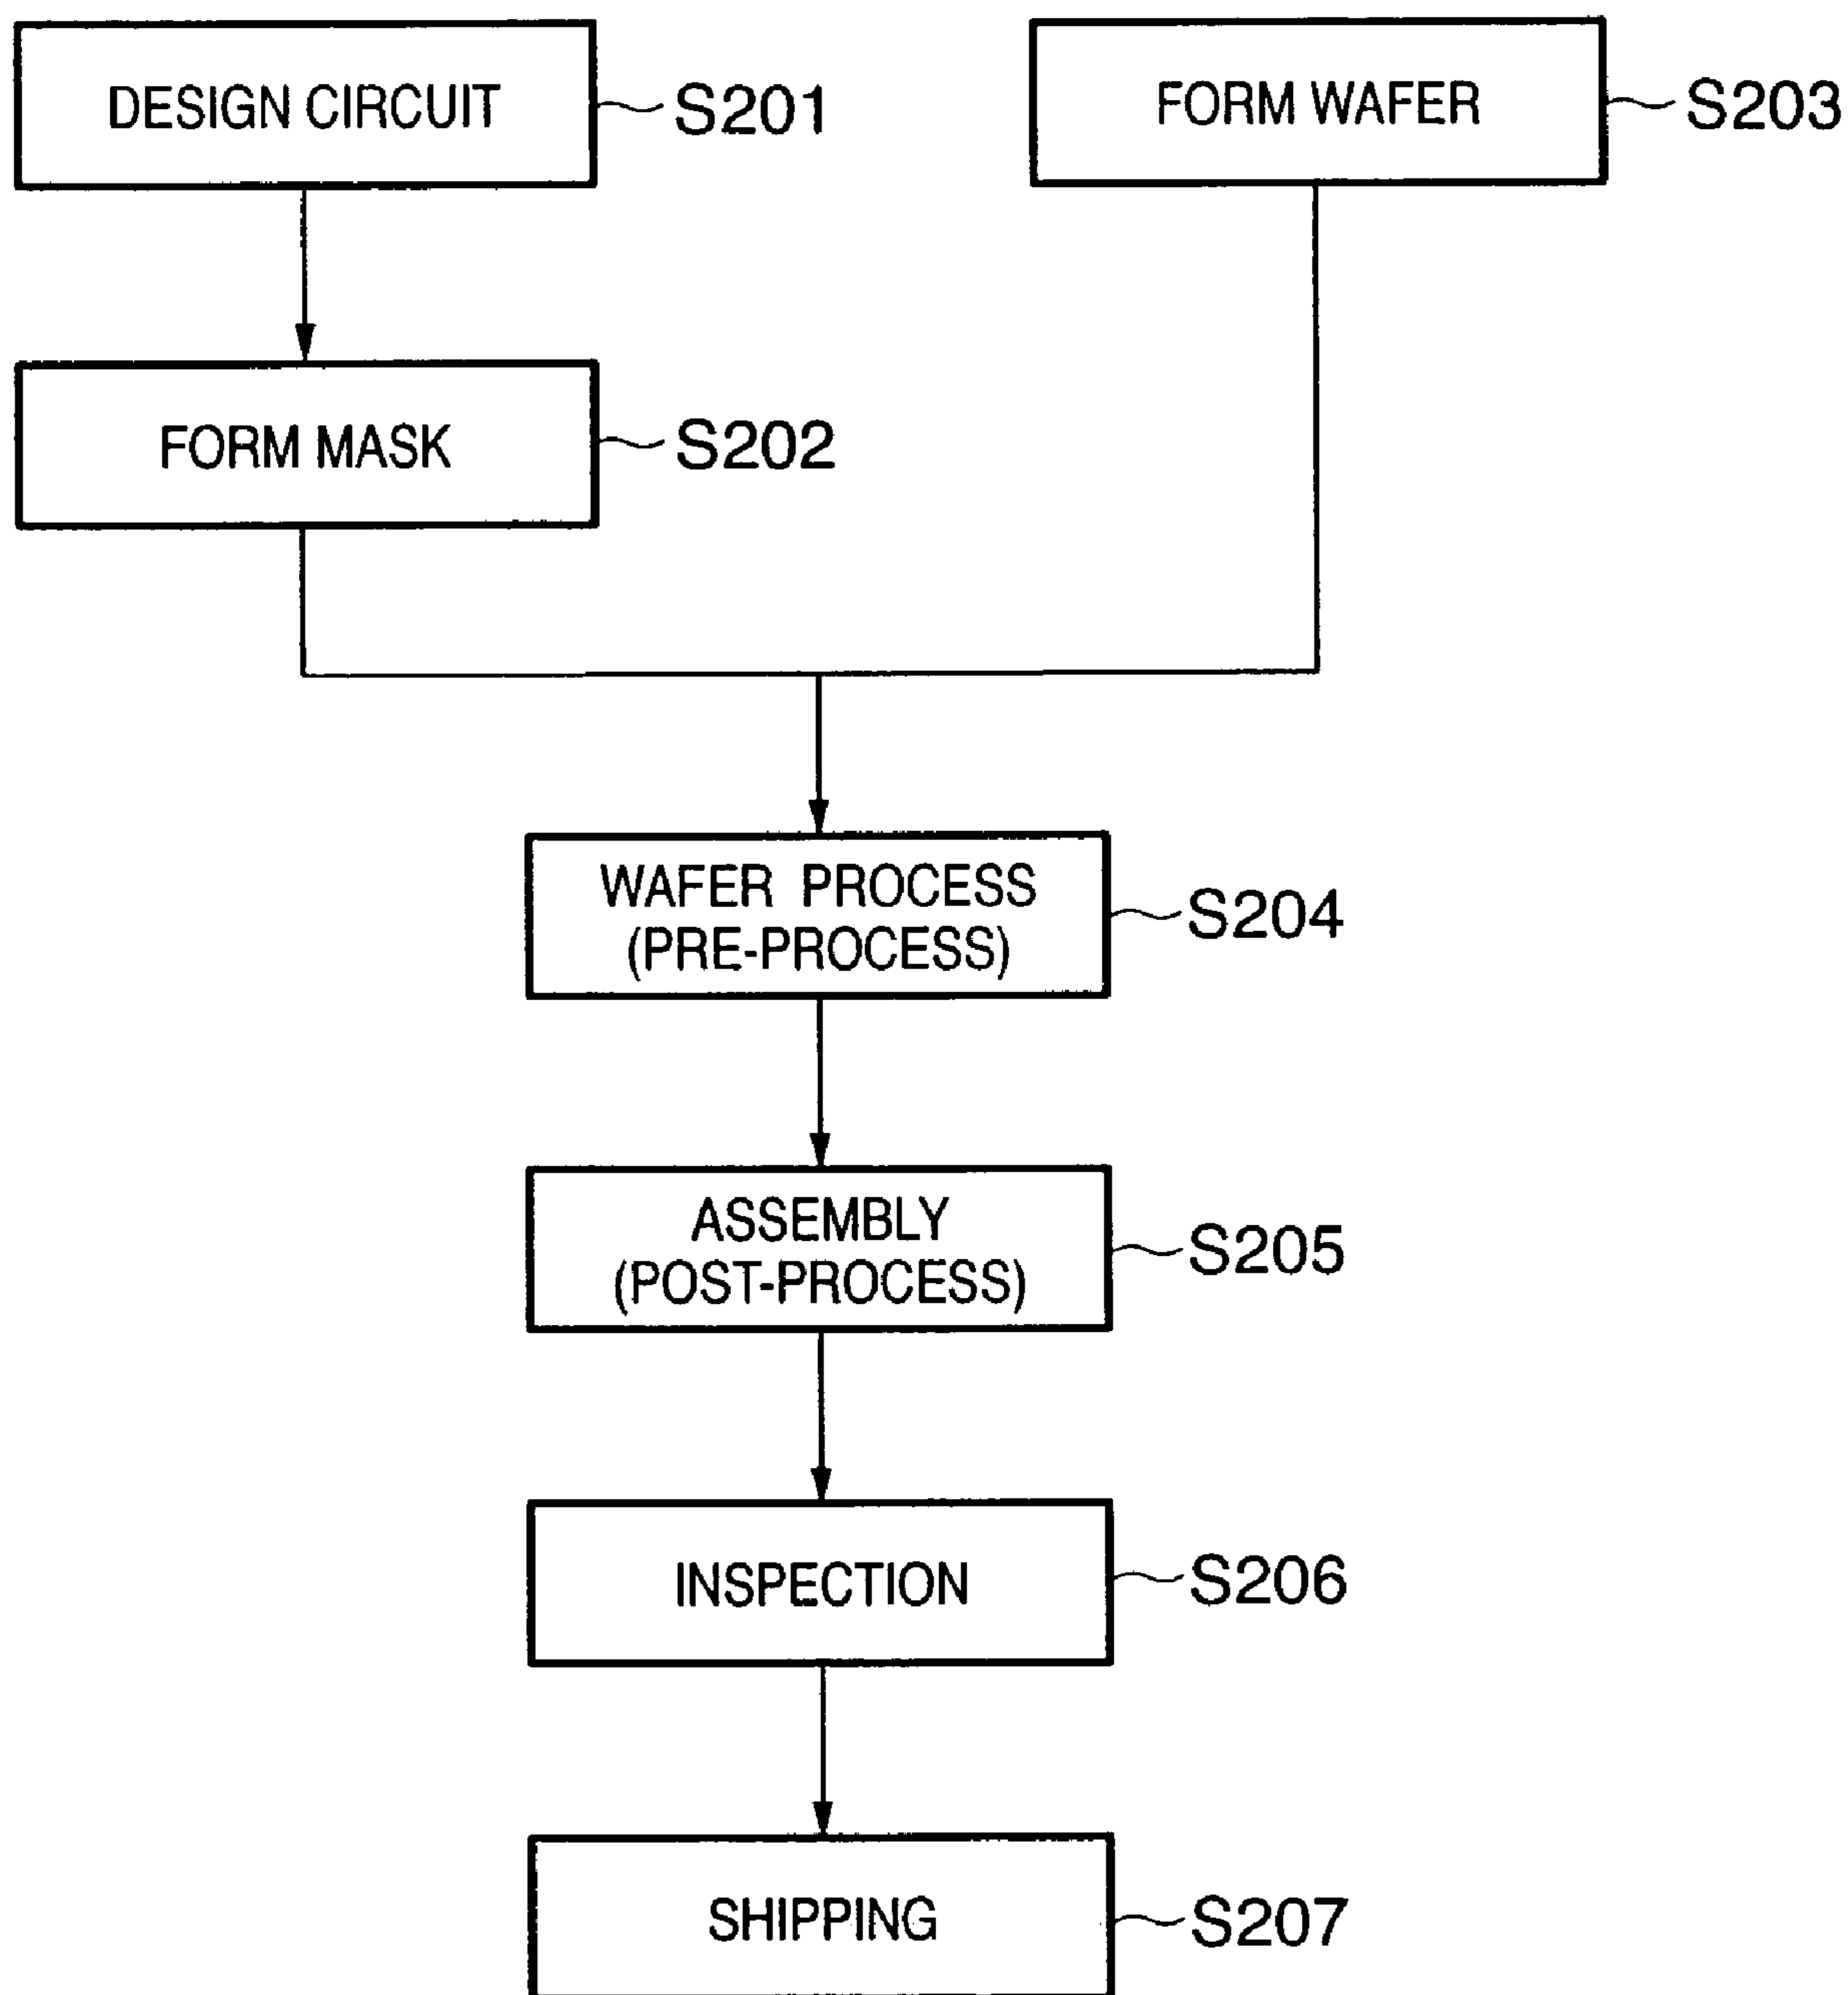 DESIGN CIRCUIT
S201
FORM WAFER
S203
FORM MASK
S202
WAFER PROCESS
(PRE-PROCESS)
S204
ASSEMBLY
(POST-PROCESS)
S205
INSPECTION
S206
SHIPPING
S207